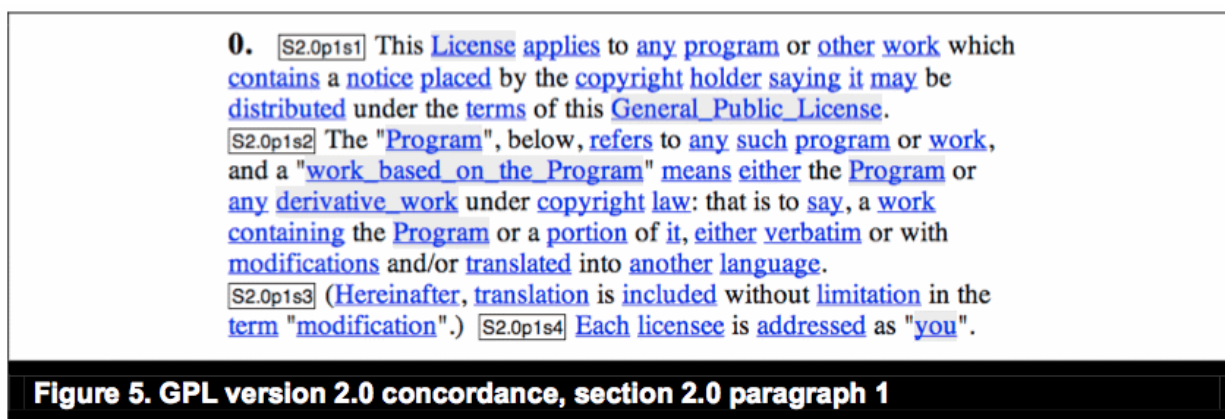 0. S2.0p1s1 This License applies to any program or other work which
contains a notice placed by the copyright holder saying it may be
distributed under the terms of this General_Public_License.
S2.0p1s2 The "Program", below, refers to any such program or work,
and a "work_based_on_the_Program" means either the Program or
any derivative_work under copyright law: that is to say, a work
containing the Program or a portion of it, either verbatim or with
modifications and/or translated into another language.
S2.0p1s3 (Hereinafter, translation is included without limitation in the
term "modification".) S2.0p1s4 Each licensee is addressed as "you".
Figure 5. GPL version 2.0 concordance, section 2.0 paragraph 1